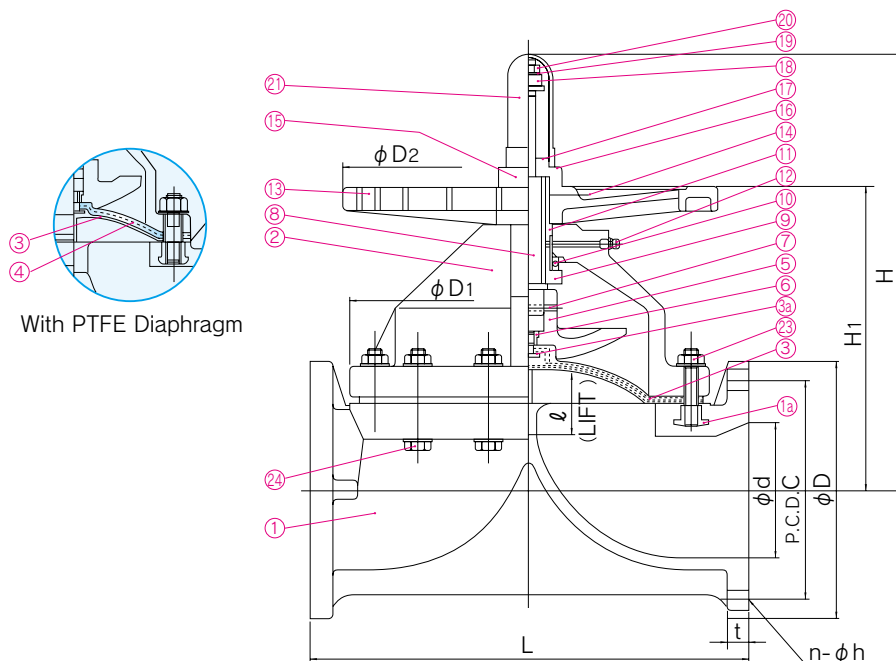 ⑳
⑲
⑱
⑰
⑯
⑭
⑪
⑫
⑩
⑨
⑦
⑤
⑥
3a
㉓
③
1a
㉑
⑮
φD2
⑬
⑧
②
φD1
㉔
①
③
④
With PTFE Diaphragm
ℓ
(LIFT)
H
H1
φd
P.C.D.C
φD
t
L
n-φh